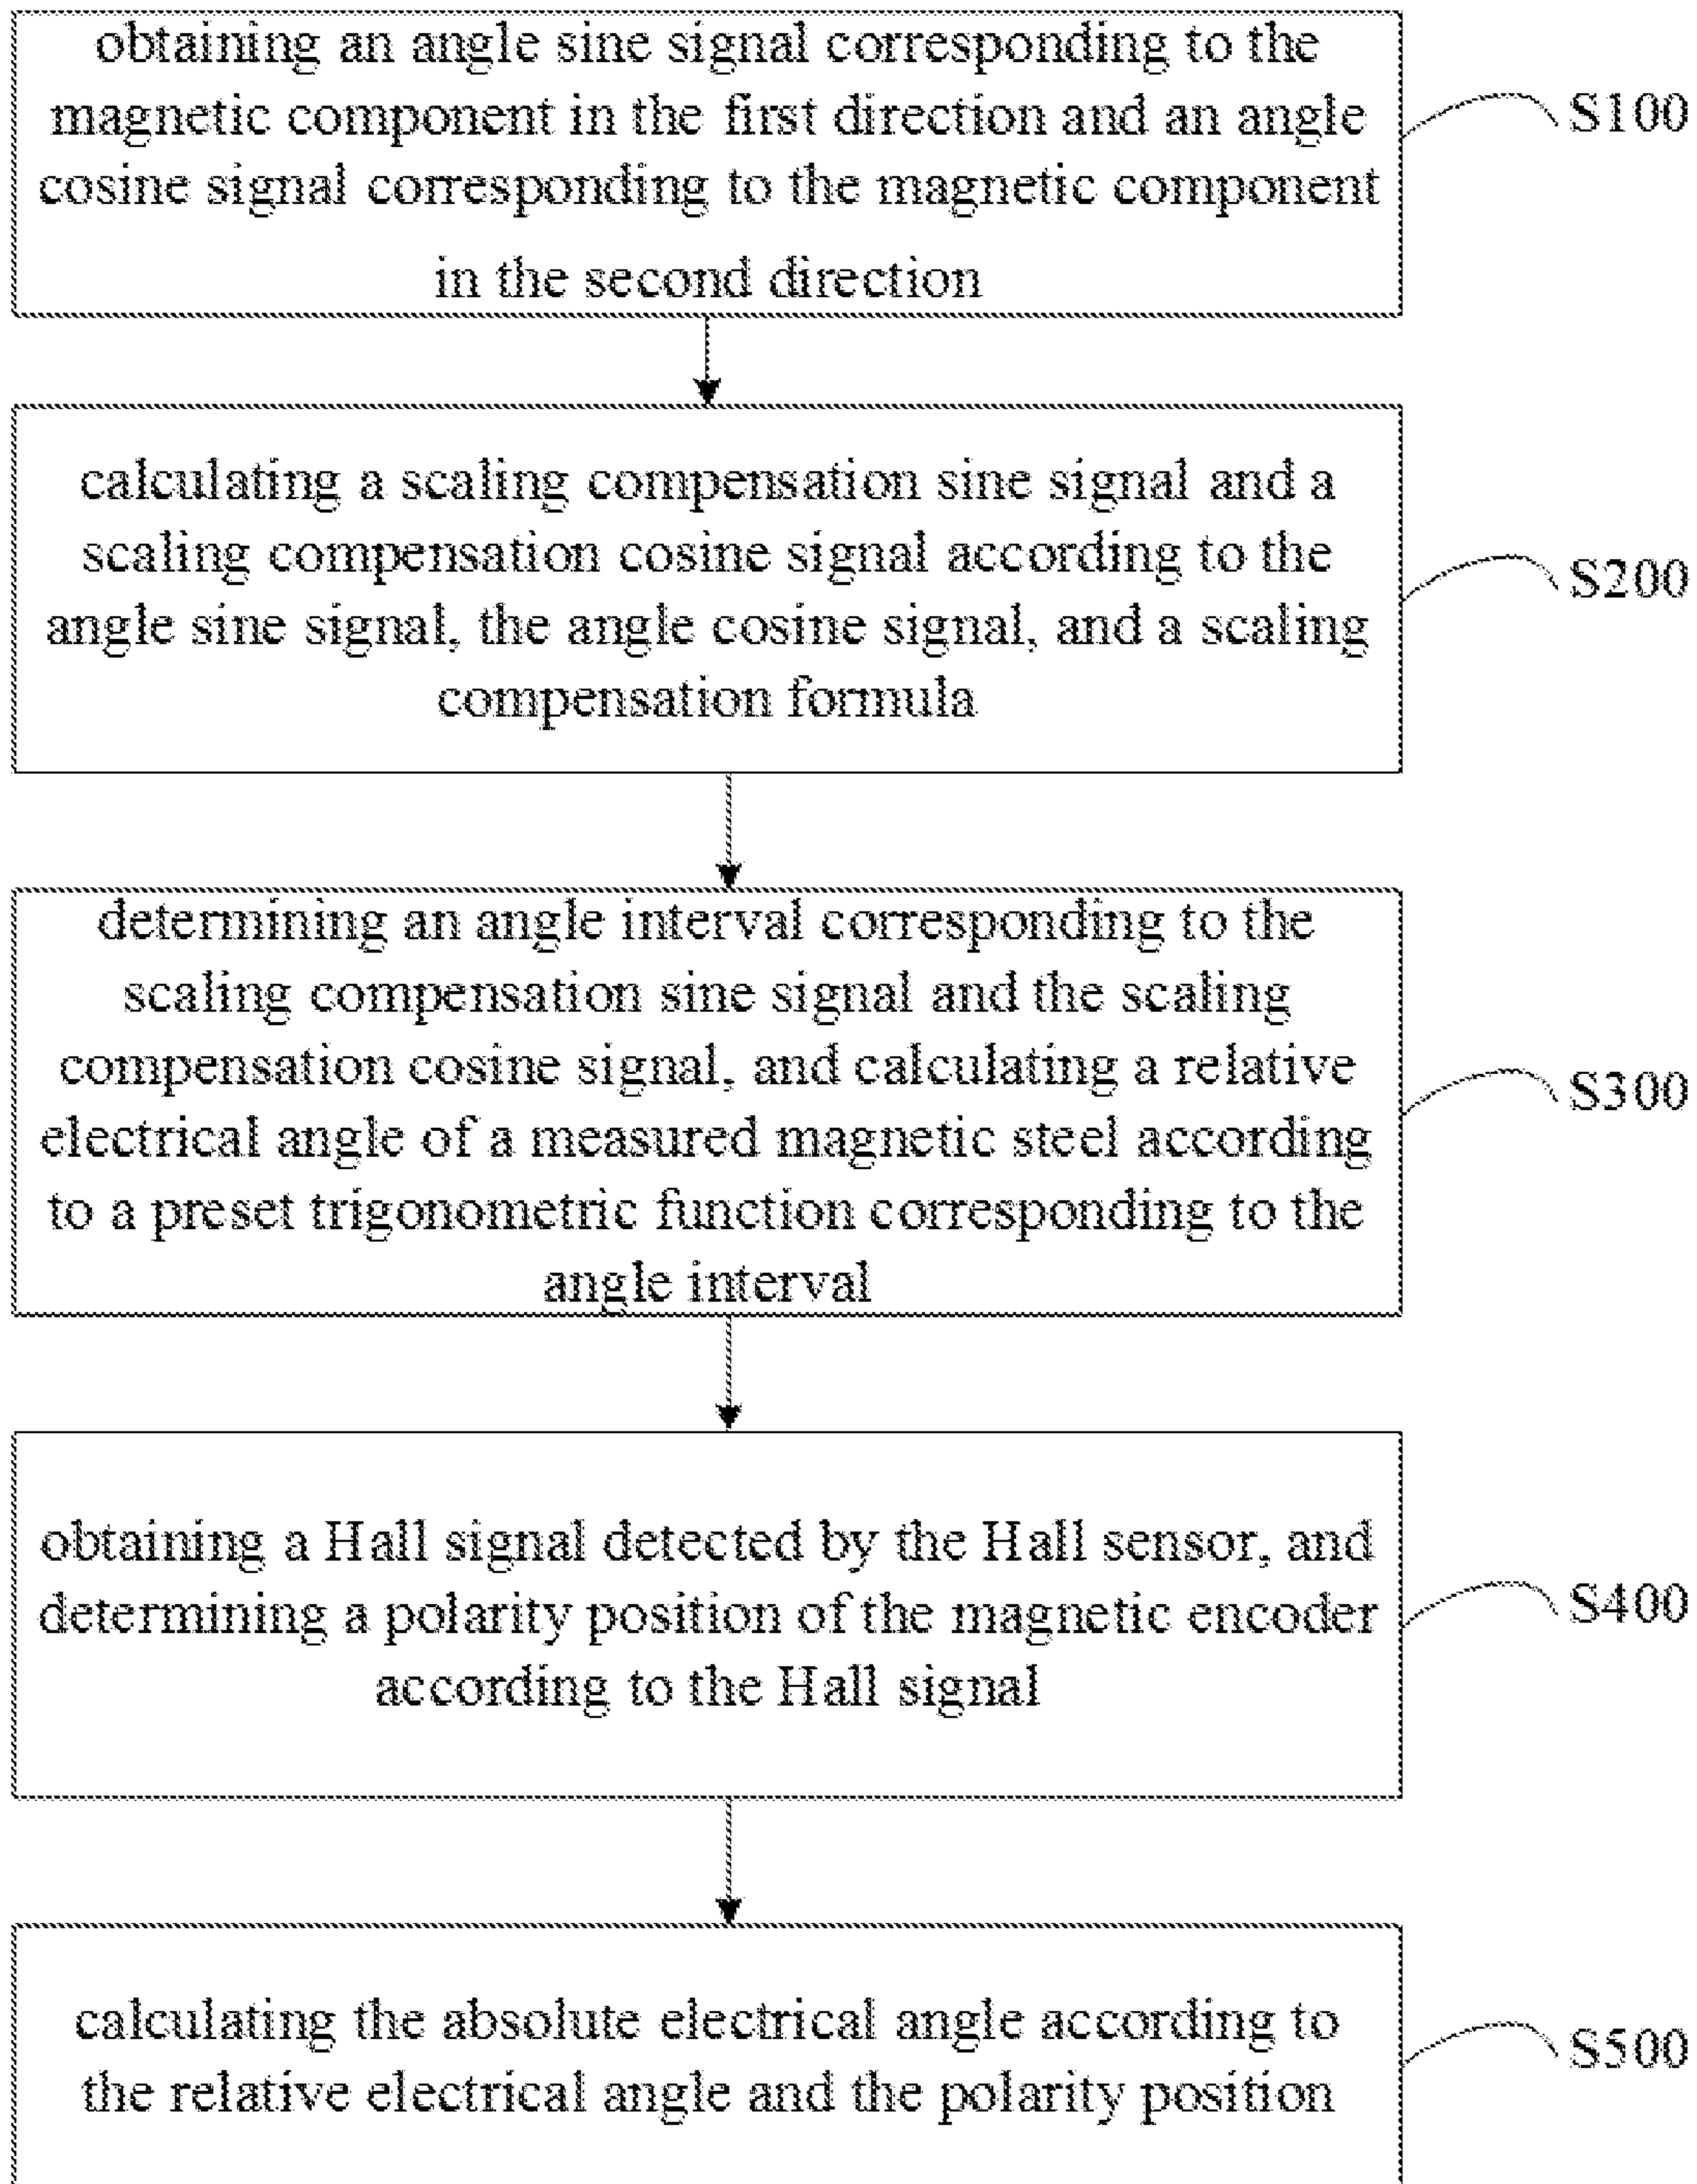 obtaining an angle sine signal corresponding to the
magnetic component in the first direction and an angle
cosine signal corresponding to the magnetic component
in the second direction
S100
calculating a scaling compensation sine signal and a
scaling compensation cosine signal according to the
angle sine signal, the angle cosine signal, and a scaling
compensation formula
S200
determining an angle interval corresponding to the
scaling compensation sine signal and the scaling
compensation cosine signal, and calculating a relative
electrical angle of a measured magnetic steel according
to a preset trigonometric function corresponding to the
angle interval
S300
obtaining a Hall signal detected by the Hall sensor, and
determining a polarity position of the magnetic encoder
according to the Hall signal
S400
calculating the absolute electrical angle according to
the relative electrical angle and the polarity position
S500